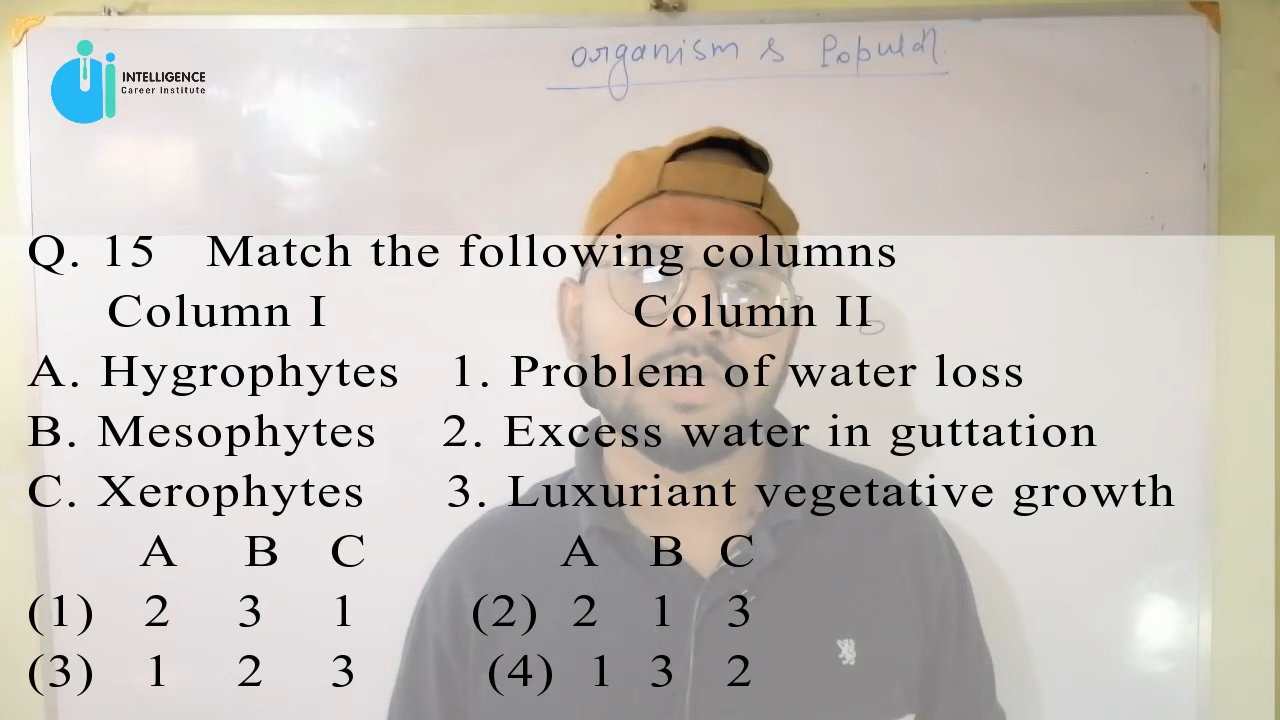 organism &
INTELLIGENCE
Career Institute
Q. 15 Match the following columns
Column I Column II
A. Hygrophytes 1. Problem of water loss
B. Mesophytes 2. Excess water in guttation
C. Xerophytes 3. Luxuriant vegetative growth
A B C A B C
(1) 2 3 1 (2) 2 1 3
(3) 1 2 3 (4) 1 3 2